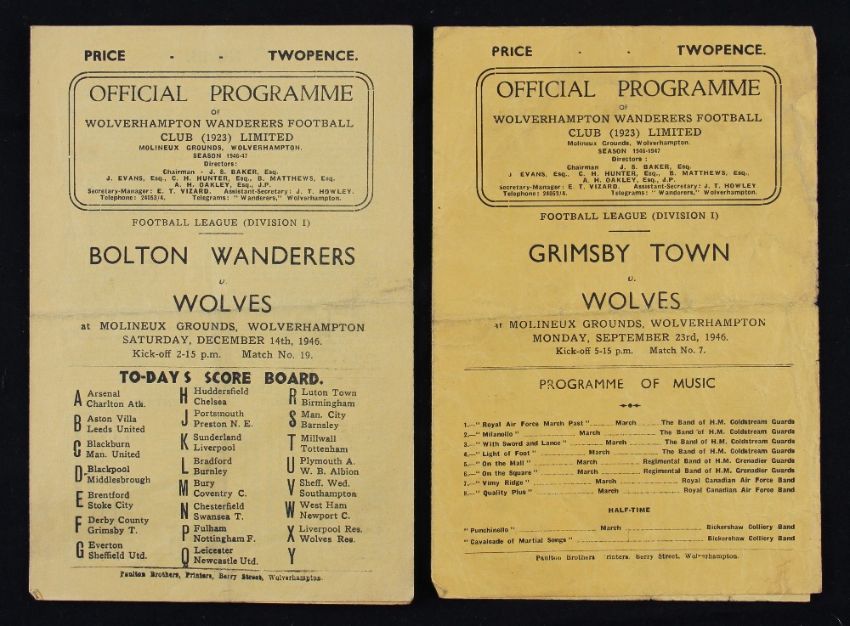 PRICE - - TWOPENCE.
OFFICIAL PROGRAMME
OF
WOLVERHAMPTON WANDERERS FOOTBALL
CLUB (1923) LIMITED
MOLINEUX GROUNDS, WOLVERHAMPTON.
SEASON 1946-47
Directors:
Chairman - J. S. BAKER, Esq.
J. EVANS, Esq., C. H. HUNTER, Esq., B. MATTHEWS, Esq.
A. H. OAKLEY, Esq., J.P.
Secretary-Manager: E. T. VIZARD. Assistant-Secretary: J. T. HOWLEY.
Telephone: 24053/4. Telegrams: "Wanderers," Wolverhampton.
FOOTBALL LEAGUE (DIVISION I)
BOLTON WANDERERS
v.
WOLVES
at MOLINEUX GROUNDS, WOLVERHAMPTON
SATURDAY, DECEMBER 14th, 1946.
Kick-off 2-15 p.m. Match No. 19.
TO-DAY'S SCORE BOARD.
A Arsenal
Charlton Atk.
B Aston Villa
Leeds United
C Blackburn
Man. United
D Blackpool
Middlesbrough
E Brentford
Stoke City
F Derby County
Grimsby T.
G Everton
Sheffield Utd.
H Huddersfield
Chelsea
J Portsmouth
Preston N. E.
K Sunderland
Liverpool
L Bradford
Burnley
M Bury
Coventry C.
N Chesterfield
Swansea T.
P Fulham
Nottingham F.
Q Leicester
Newcastle Utd.
R Luton Town
Birmingham
S Man. City
Barnsley
T Millwall
Tottenham
U Plymouth A.
W. B. Albion
V Sheff. Wed.
Southampton
W West Ham
Newport C.
X Liverpool Res.
Wolves Res.
Y
Paulton Brothers, Printers, Berry Street, Wolverhampton.
PRICE - - TWOPENCE.
OFFICIAL PROGRAMME
OF
WOLVERHAMPTON WANDERERS FOOTBALL
CLUB (1923) LIMITED
Molineux Grounds, Wolverhampton.
SEASON 1946-1947
Directors:
Chairman - J. S. BAKER, Esq.
J. EVANS, Esq., C. H. HUNTER, Esq., B. MATTHEWS, Esq.
A. H. OAKLEY, Esq., J.P.
Secretary-Manager: E. T. VIZARD. Assistant-Secretary: J. T. HOWLEY
Telephone: 24053/4. Telegrams: "Wanderers," Wolverhampton.
FOOTBALL LEAGUE (DIVISION I)
GRIMSBY TOWN
v.
WOLVES
at MOLINEUX GROUNDS, WOLVERHAMPTON
MONDAY, SEPTEMBER 23rd, 1946.
Kick-off 5-15 p.m. Match No. 7.
PROGRAMME OF MUSIC
1.—"Royal Air Force March Past" March The Band of H.M. Coldstream Guards
2.—"Milanollo" March The Band of H.M. Coldstream Guards
3.—"With Sword and Lance" March The Band of H.M. Coldstream Guards
4.—"Light of Foot" March The Band of H.M. Coldstream Guards
5.—"On the Mall" March Regimental Band of H.M. Grenadier Guards
6.—"On the Square" March Regimental Band of H.M. Grenadier Guards
7.—"Vimy Ridge" March Royal Canadian Air Force Band
8.—"Quality Plus" March Royal Canadian Air Force Band
HALF-TIME
"Punchinello" March Bickershaw Colliery Band
"Cavalcade of Martial Songs" Bickershaw Colliery Band
Paulton Brothers Printers, Berry Street, Wolverhampton.